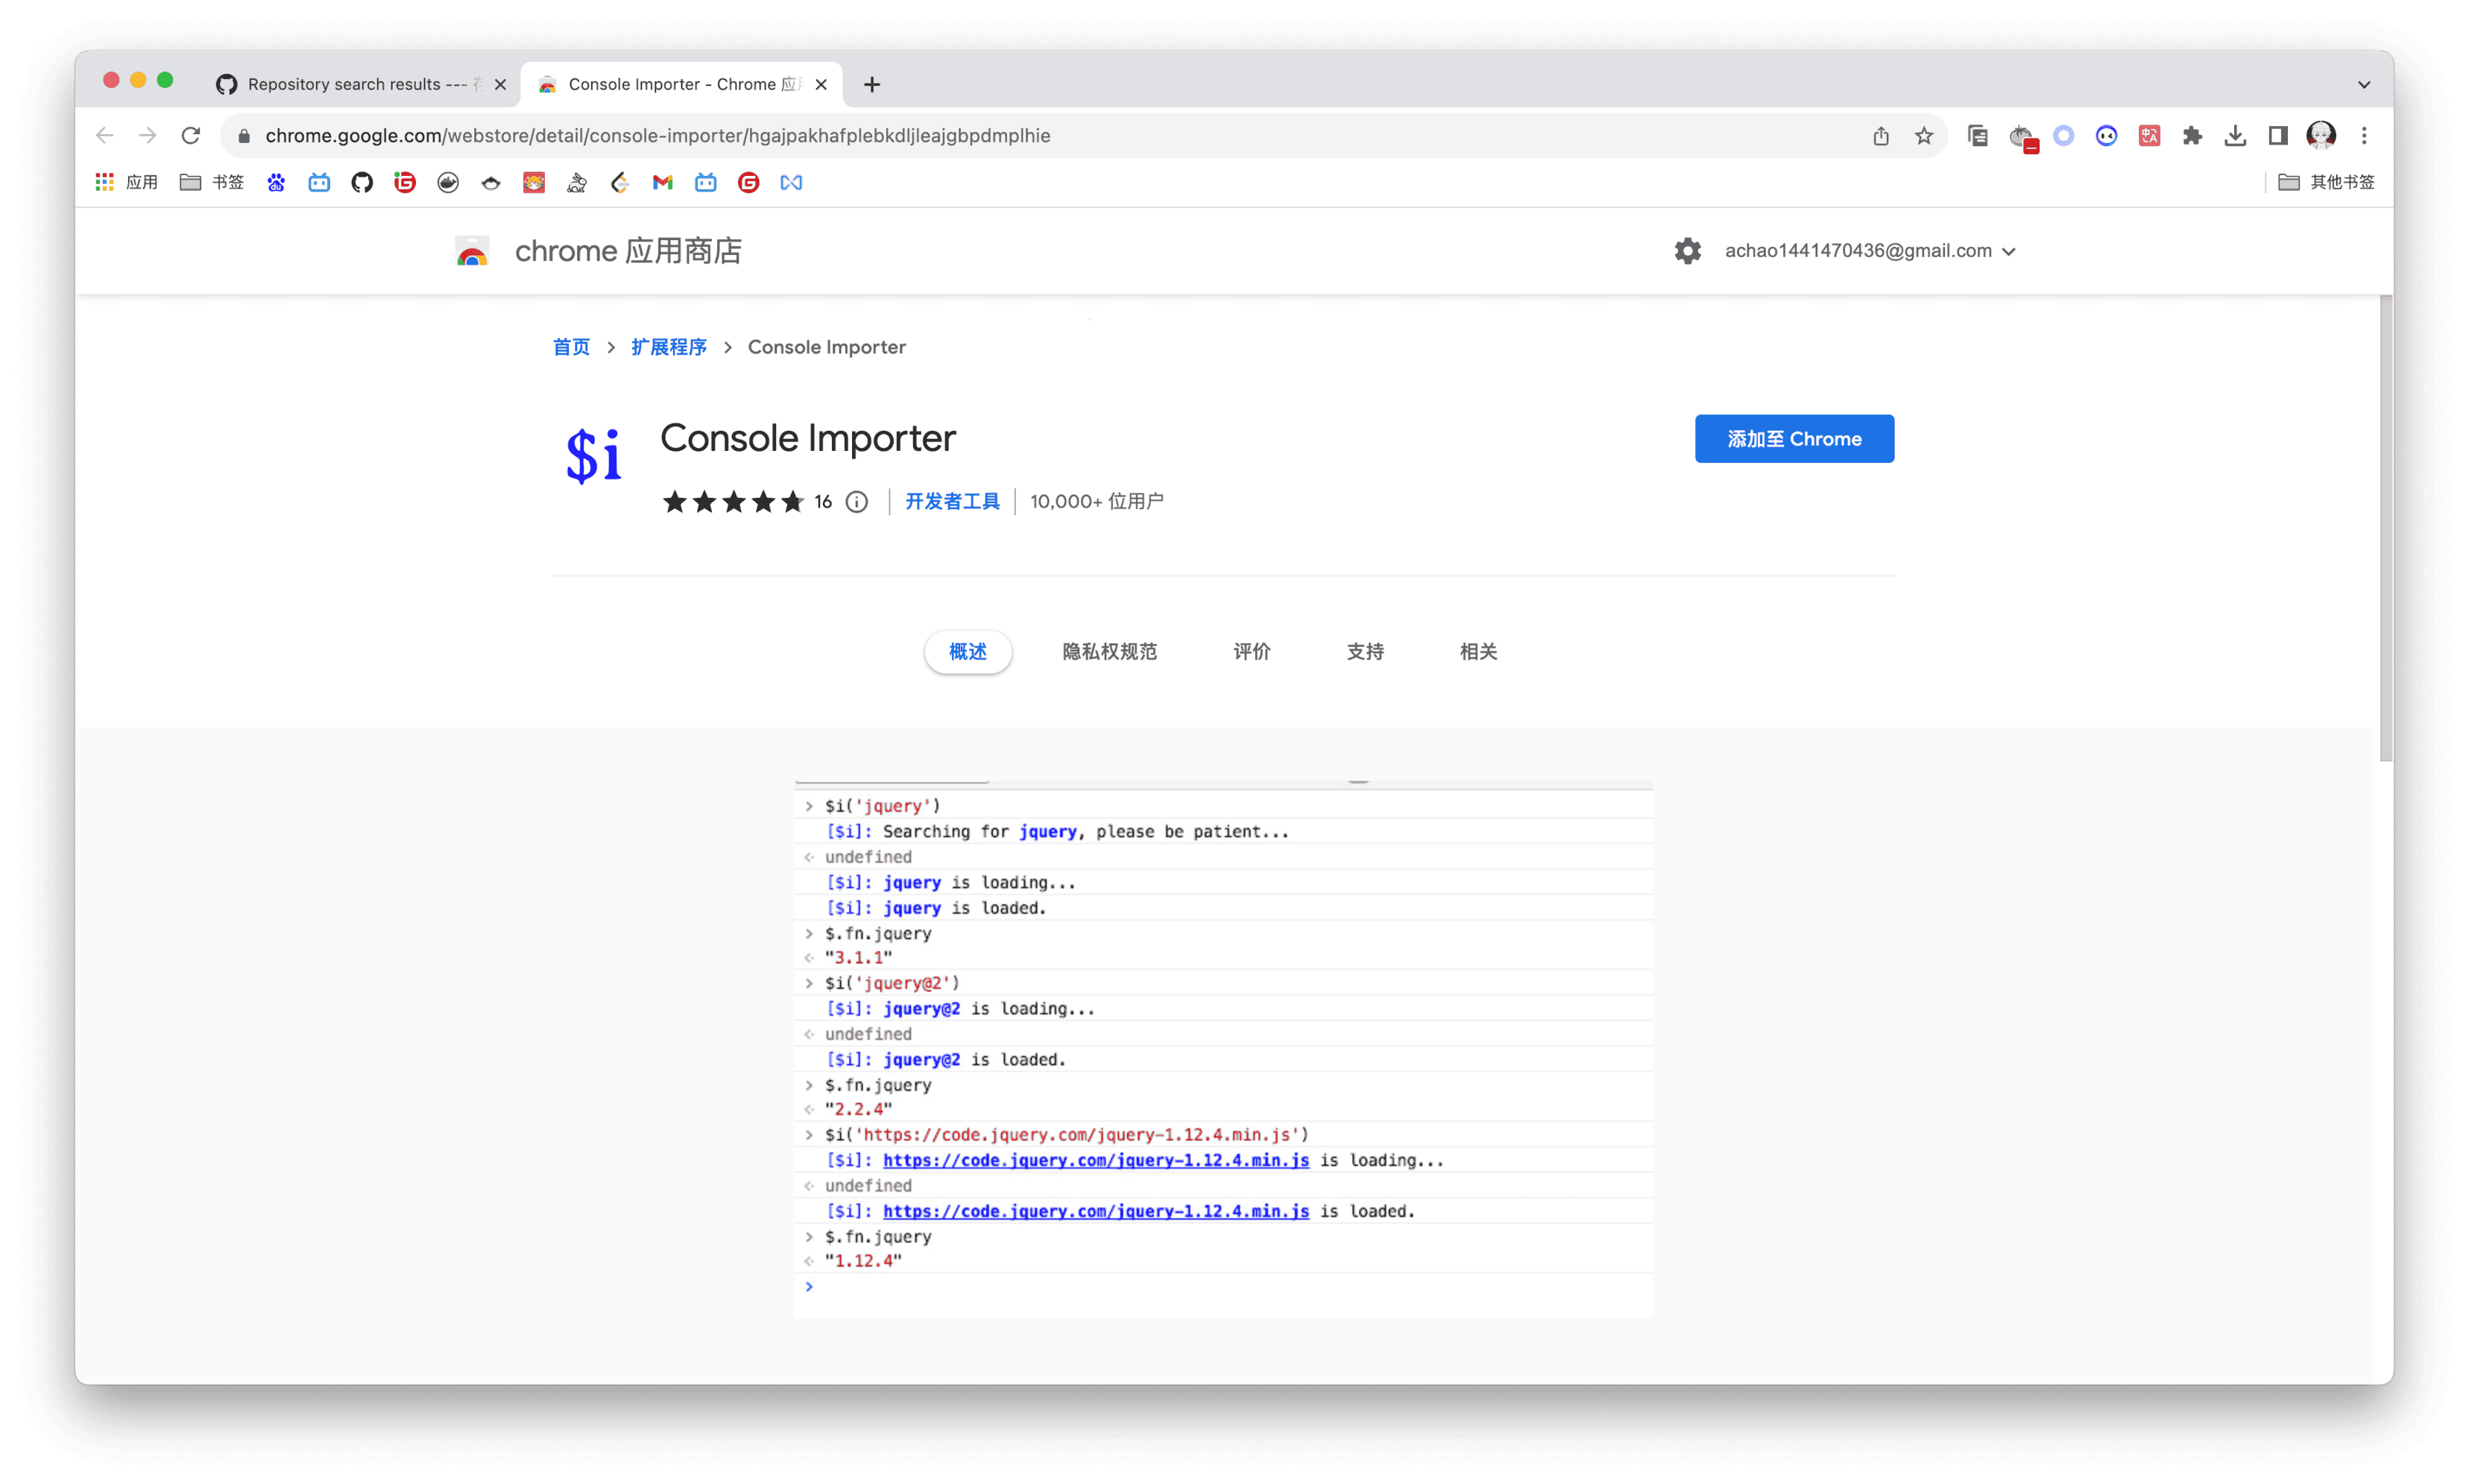 Repository search results --- 
Console Importer - Chrome 应
chrome.google.com/webstore/detail/console-importer/hgajpakhafplebkdljleajgbpdmplhie
应用 书签 其他书签
chrome 应用商店
achao1441470436@gmail.com
首页 > 扩展程序 > Console Importer
$i
Console Importer
添加至 Chrome
16 开发者工具 10,000+ 位用户
概述 隐私权规范 评价 支持 相关
> $i('jquery')
[$i]: Searching for jquery, please be patient...
undefined
[$i]: jquery is loading...
[$i]: jquery is loaded.
> $.fn.jquery
"3.1.1"
> $i('jquery@2')
[$i]: jquery@2 is loading...
undefined
[$i]: jquery@2 is loaded.
> $.fn.jquery
"2.2.4"
> $i('https://code.jquery.com/jquery-1.12.4.min.js')
[$i]: https://code.jquery.com/jquery-1.12.4.min.js is loading...
undefined
[$i]: https://code.jquery.com/jquery-1.12.4.min.js is loaded.
> $.fn.jquery
"1.12.4"
>